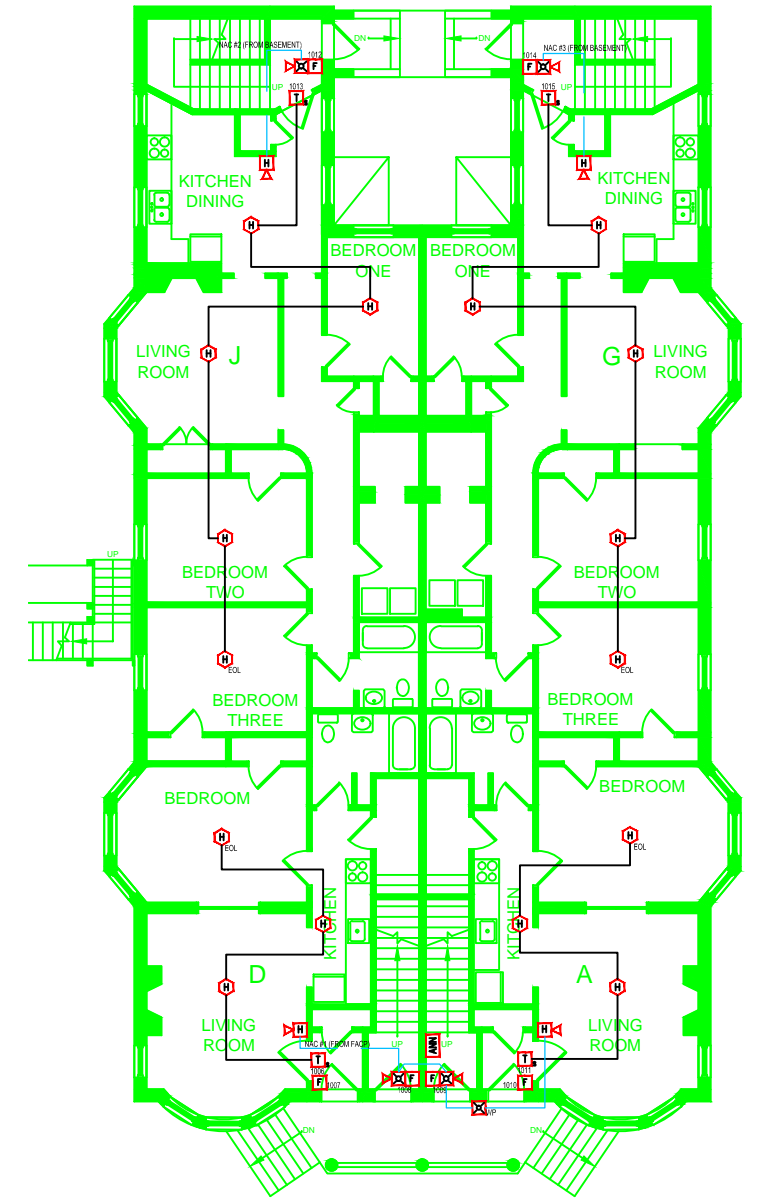 DN
DN
NAC #2 (FROM BASEMENT)
1012
F
1014
F
NAC #3 (FROM BASEMENT)
UP
1013
T
s
1015
T
s
UP
H
H
KITCHEN
DINING
KITCHEN
DINING
H
H
BEDROOM
ONE
BEDROOM
ONE
H
H
LIVING
ROOM
H
J
G
H
LIVING
ROOM
H
H
UP
BEDROOM
TWO
BEDROOM
TWO
H
EOL
H
EOL
BEDROOM
THREE
BEDROOM
THREE
BEDROOM
BEDROOM
H
EOL
H
EOL
KITCHEN
H
KITCHEN
H
D
A
H
H
LIVING
ROOM
LIVING
ROOM
H
H
NAC #1 (FROM FACP)
UP
ANN
UP
T
s
1006
T
s
1011
F
1007
F
1008
F
1009
1010
F
WP
DN
DN